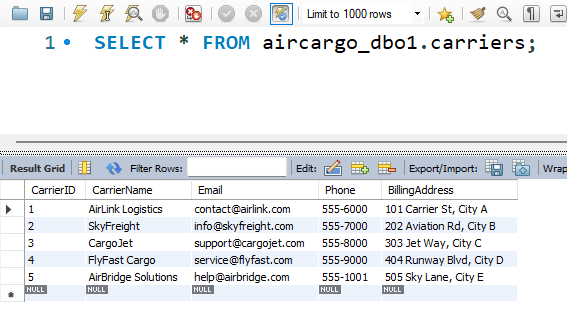 Limit to 1000 rows
1 SELECT * FROM aircargo_dbo1.carriers;
Result Grid Filter Rows: Edit: Export/Import: Wrap
CarrierID CarrierName Email Phone BillingAddress
1 AirLink Logistics contact@airlink.com 555-6000 101 Carrier St, City A
2 SkyFreight info@skyfreight.com 555-7000 202 Aviation Rd, City B
3 CargoJet support@cargojet.com 555-8000 303 Jet Way, City C
4 FlyFast Cargo service@flyfast.com 555-9000 404 Runway Blvd, City D
5 AirBridge Solutions help@airbridge.com 555-1001 505 Sky Lane, City E
NULL NULL NULL NULL NULL